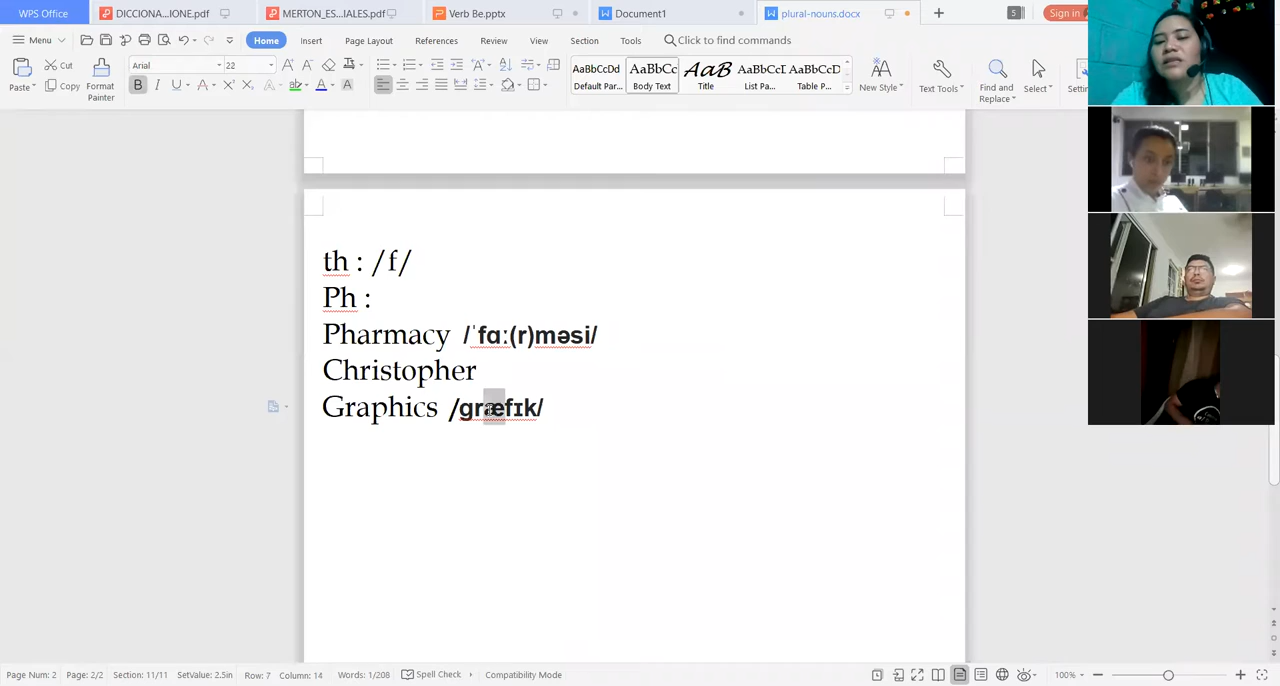 WPS Office
DICCIONA...IONE.pdf
MERTON_ES...IALES.pdf
Verb Be.pptx
Document1
plural-nouns.docx
Sign in
Menu
Home
Insert
Page Layout
References
Review
View
Section
Tools
Click to find commands
Paste
Cut
Copy
Format
Painter
Arial
22
AaBbCcDd
Default Par...
AaBbCc
Body Text
AaB
Title
AaBbCcI
List Pa...
AaBbCcD
Table P...
New Style
Text Tools
Find and
Replace
Select
Settin
th : /f/
Ph :
Pharmacy /ˈfɑː(r)məsi/
Christopher
Graphics /græfɪk/
Page Num: 2
Page: 2/2
Section: 11/11
SetValue: 2.5in
Row: 7
Column: 14
Words: 1/208
Spell Check
Compatibility Mode
100%